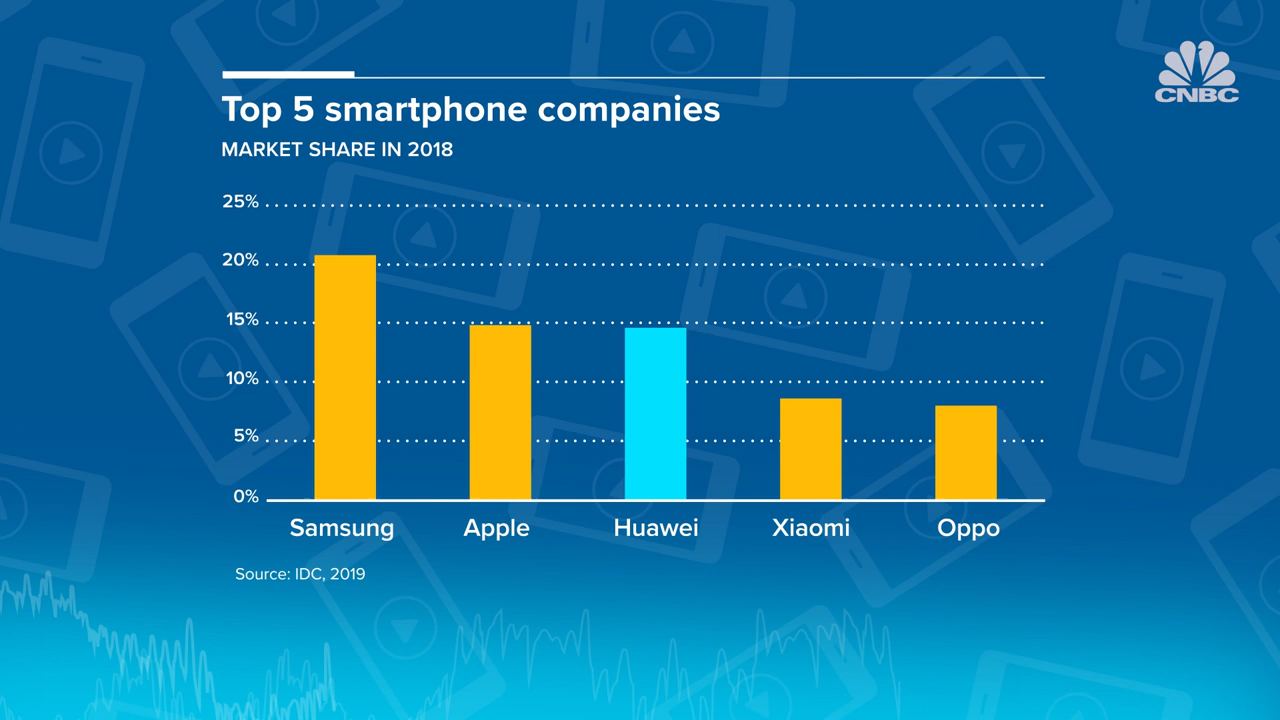 CNBC
Top 5 smartphone companies
MARKET SHARE IN 2018
25%
20%
15%
10%
5%
0%
Samsung Apple Huawei Xiaomi Oppo
Source: IDC, 2019